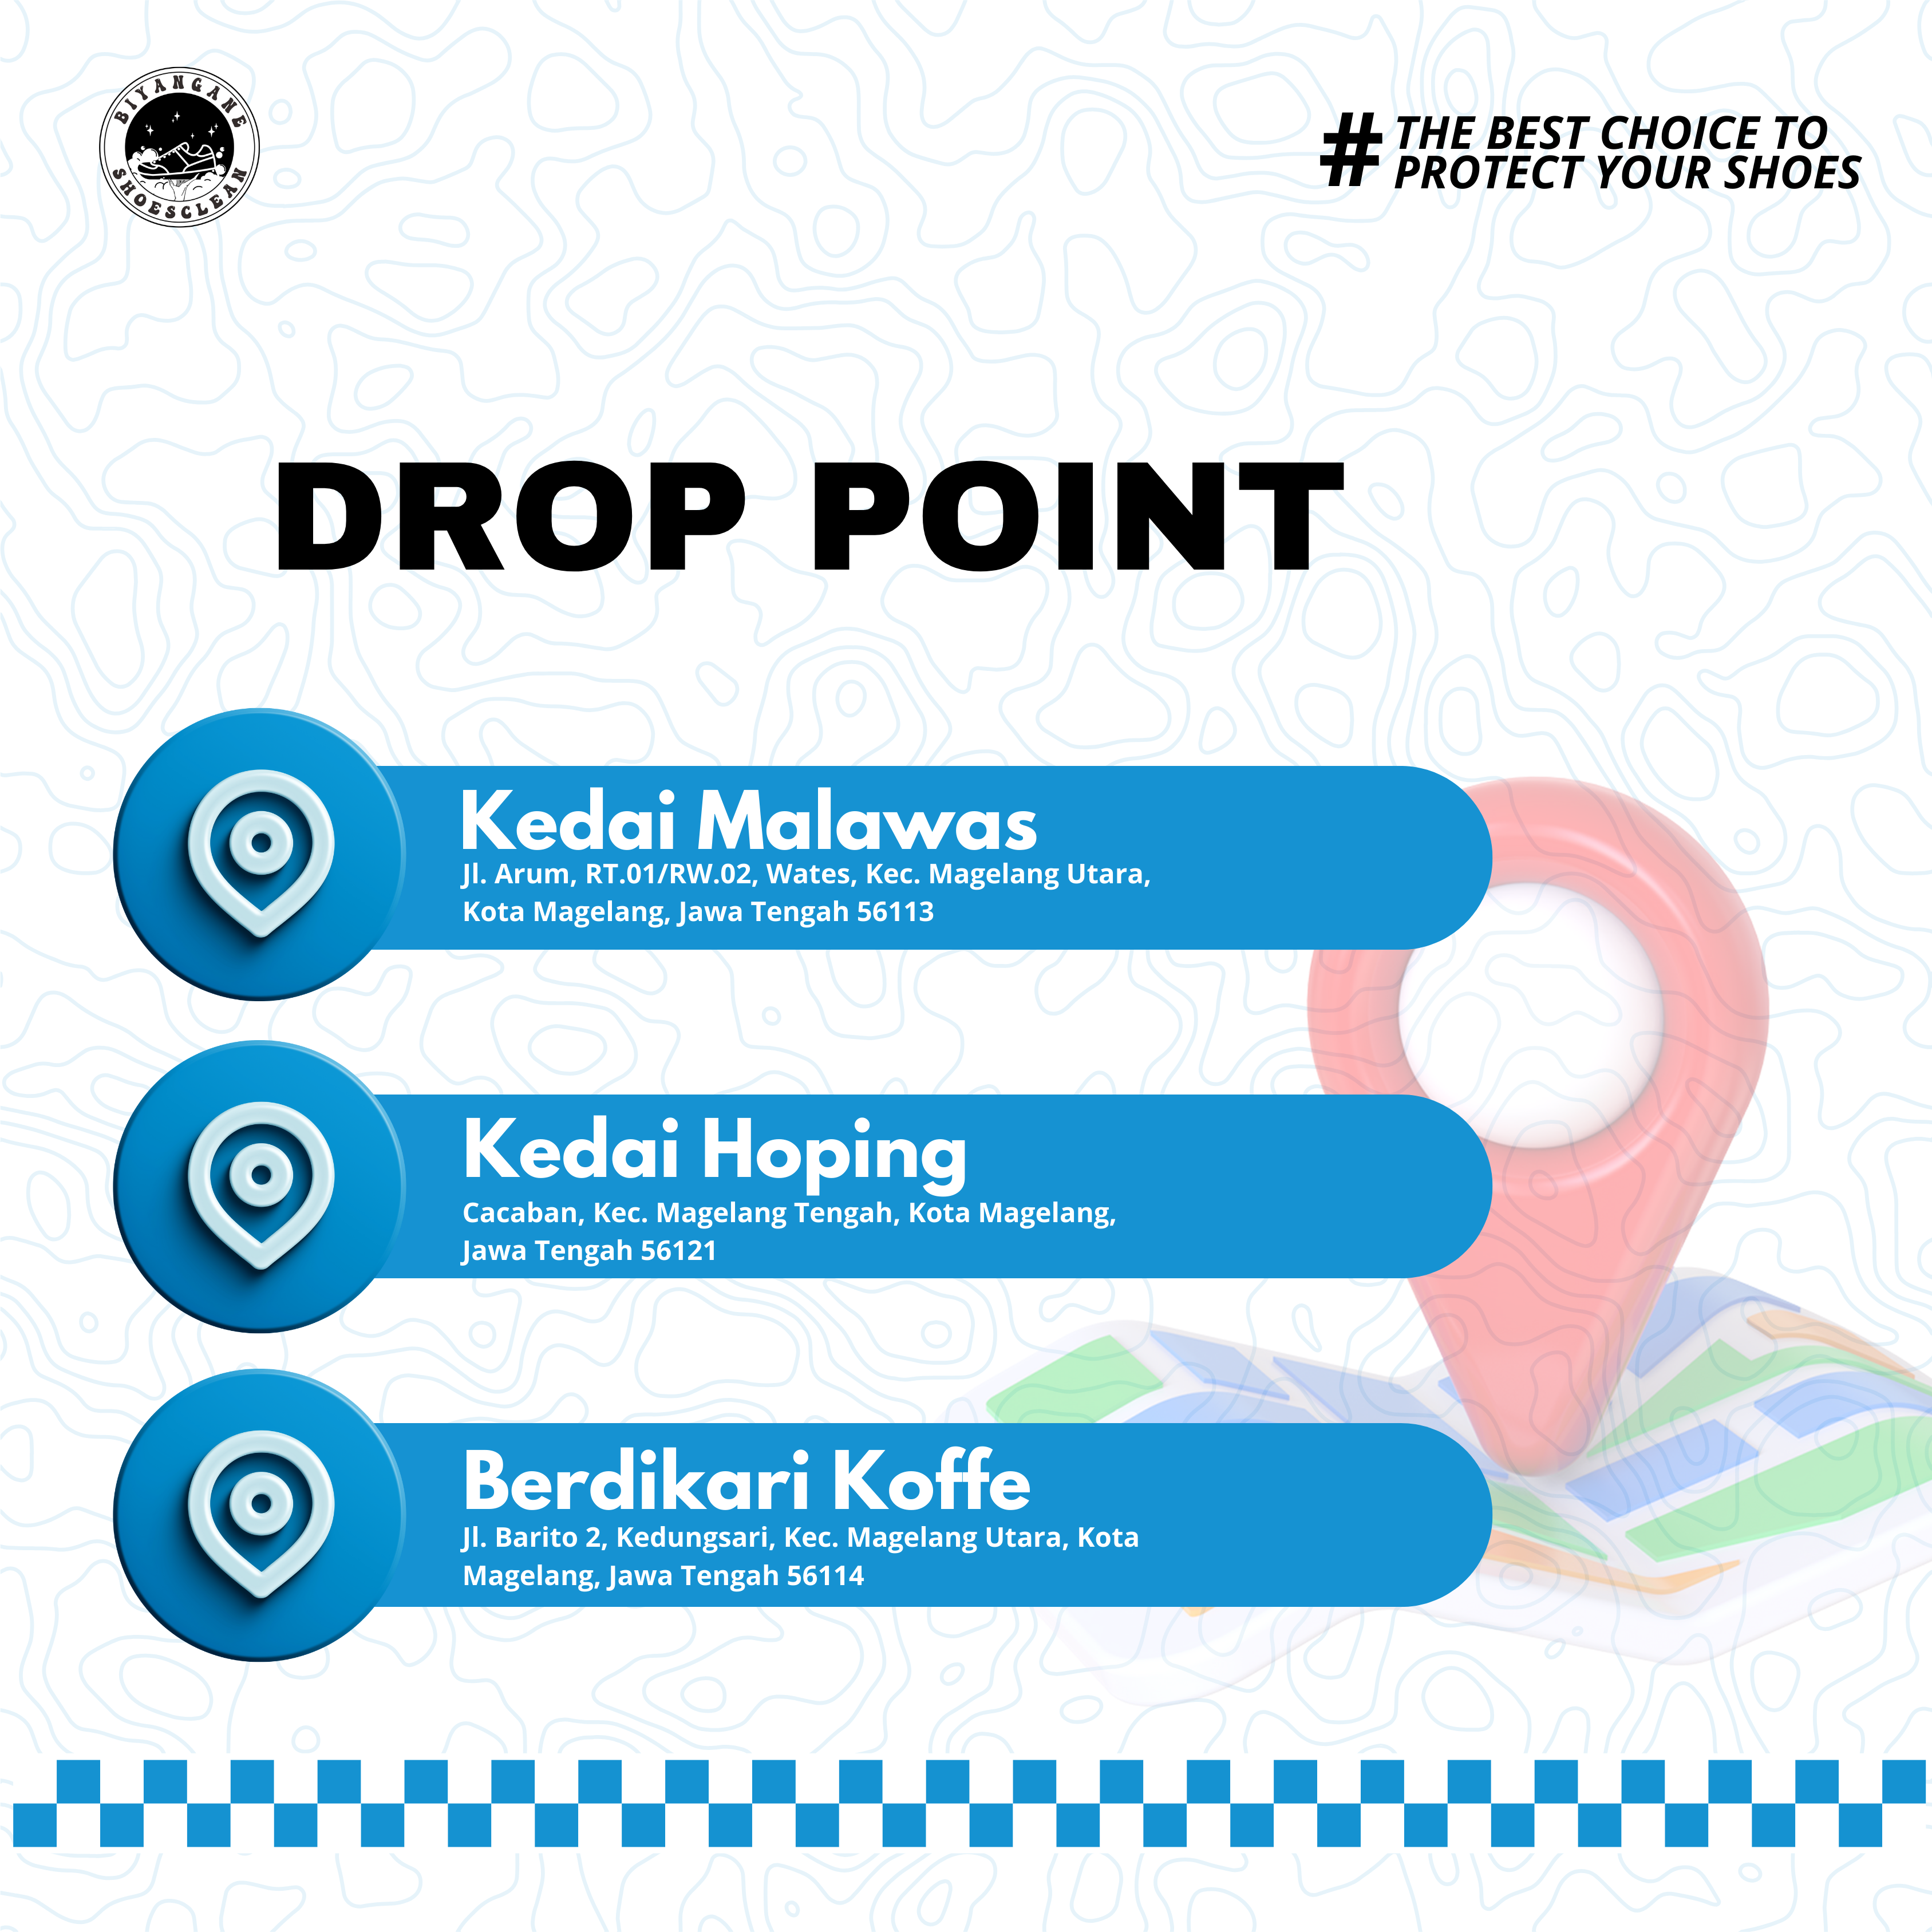 BIYANGANE
SHOESCLEAN
# THE BEST CHOICE TO
PROTECT YOUR SHOES
DROP POINT
Kedai Malawas
Jl. Arum, RT.01/RW.02, Wates, Kec. Magelang Utara,
Kota Magelang, Jawa Tengah 56113
Kedai Hoping
Cacaban, Kec. Magelang Tengah, Kota Magelang,
Jawa Tengah 56121
Berdikari Koffe
Jl. Barito 2, Kedungsari, Kec. Magelang Utara, Kota
Magelang, Jawa Tengah 56114